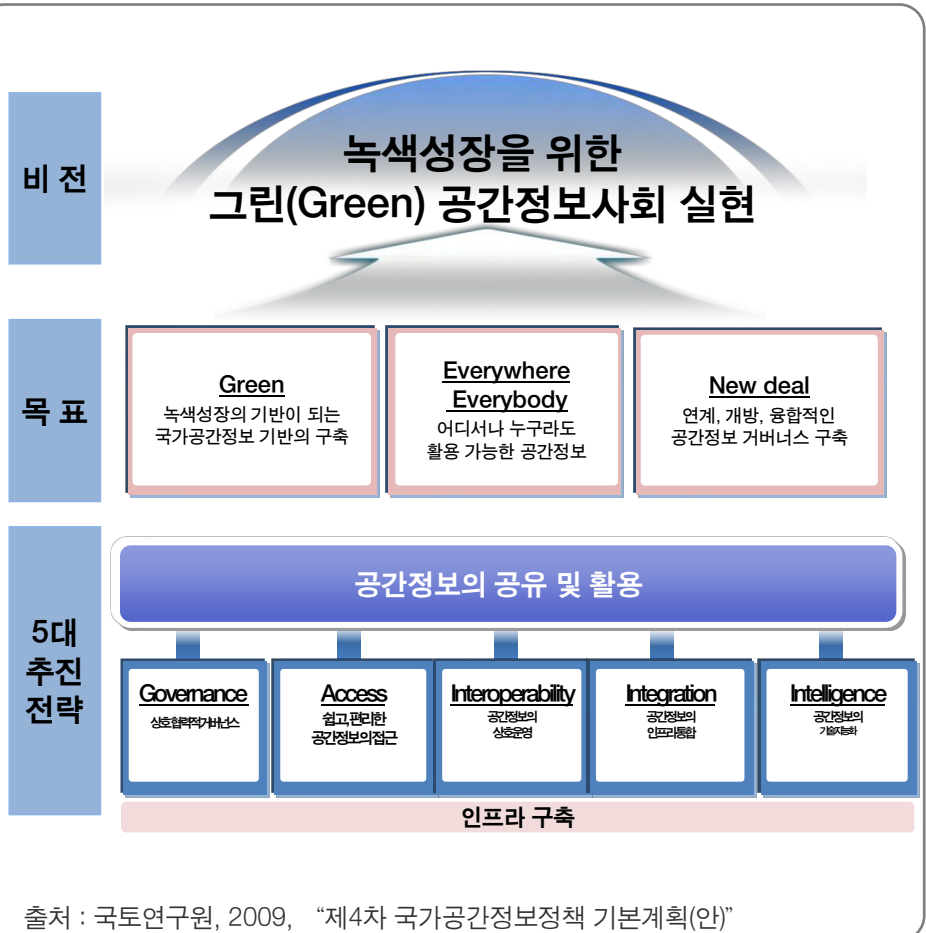 비 전
녹색성장을 위한
그린(Green) 공간정보사회 실현
목 표
Green
녹색성장의 기반이 되는
국가공간정보 기반의 구축
Everywhere
Everybody
어디서나 누구라도
활용 가능한 공간정보
New deal
연계, 개방, 융합적인
공간정보 거버너스 구축
5대
추진
전략
공간정보의 공유 및 활용
Governance
상호협력적거버넌스
Access
쉽고,편리한
공간정보의접근
Interoperability
공간정보의
상호운영
Integration
공간정보의
인프라통합
Intelligence
공간정보의
기술지능화
인프라 구축
출처 : 국토연구원, 2009, “제4차 국가공간정보정책 기본계획(안)”